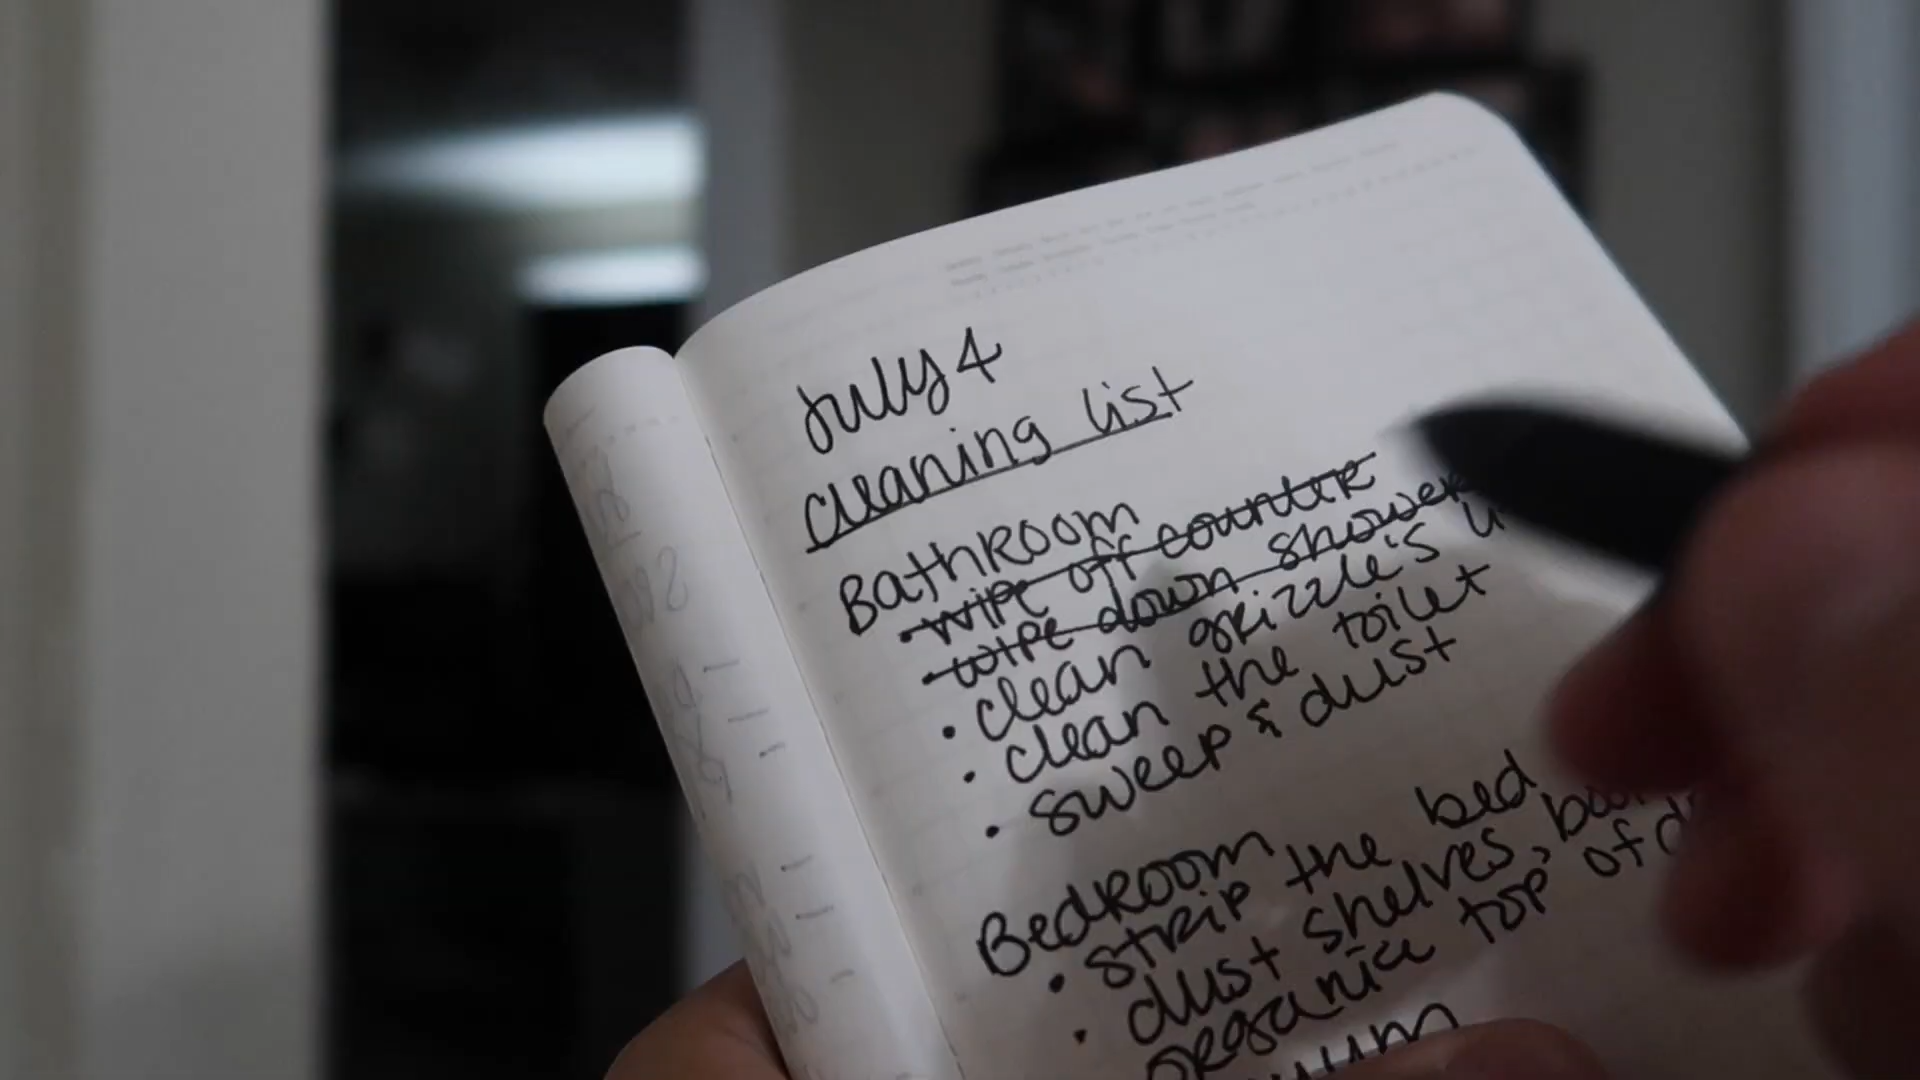 July 4
cleaning list
Bathroom
• wipe off counter
• wipe down shower
• clean grizzle's
• clean the toilet
• sweep & dust
Bedroom
• strip the bed
• dust shelves,
organize top of